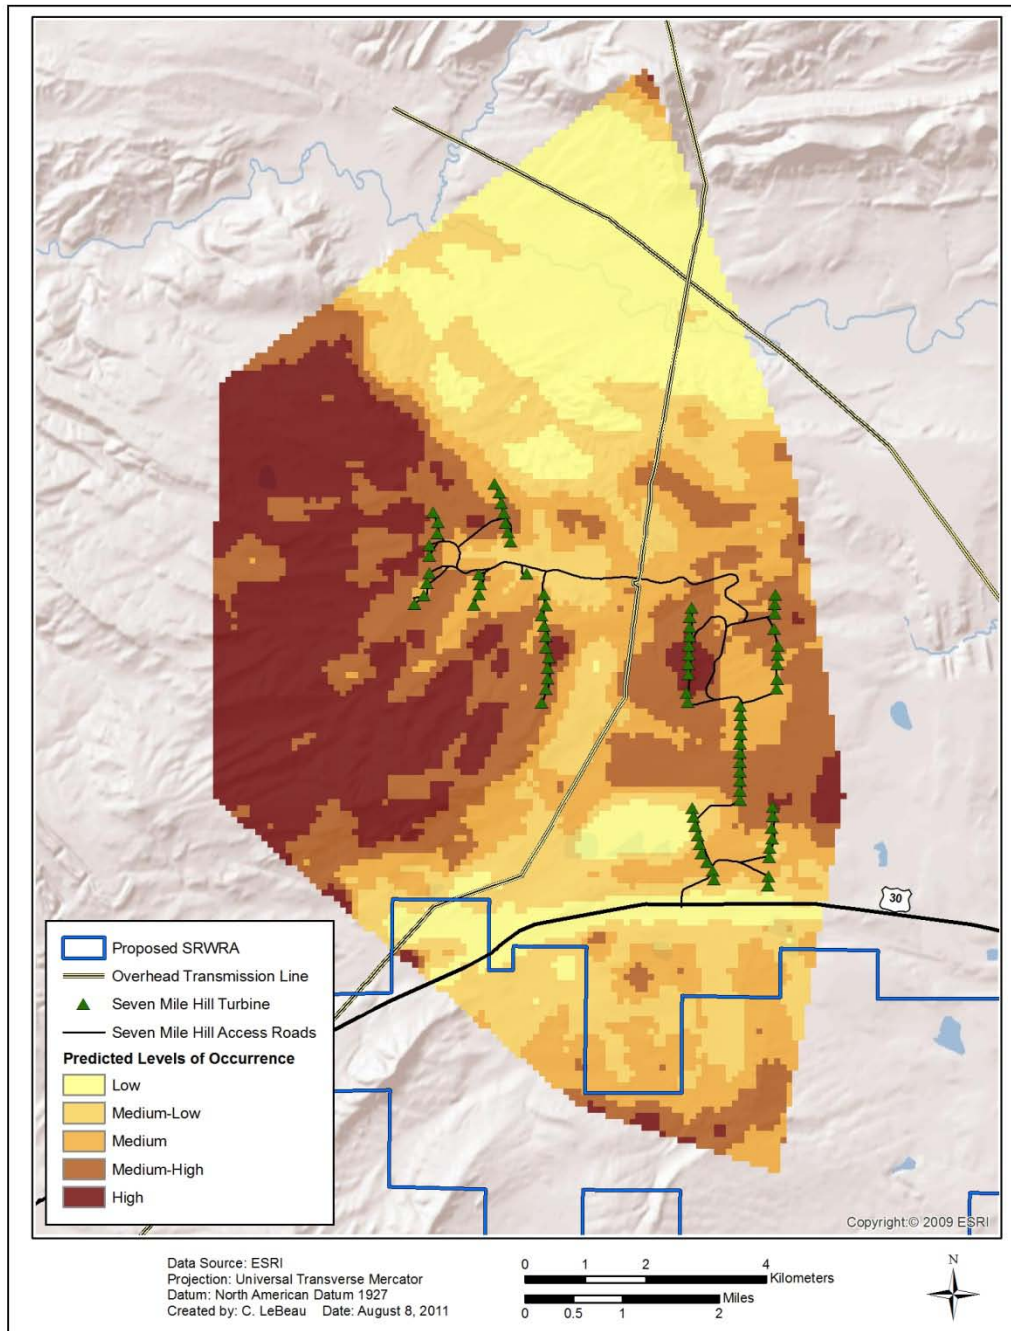 30
Proposed SRWRA
Overhead Transmission Line
Seven Mile Hill Turbine
Seven Mile Hill Access Roads
Predicted Levels of Occurrence
Low
Medium-Low
Medium
Medium-High
High
Copyright:© 2009 ESRI
Data Source: ESRI
Projection: Universal Transverse Mercator
Datum: North American Datum 1927
Created by: C. LeBeau Date: August 8, 2011
0 1 2 4
Kilometers
Miles
0 0.5 1 2
N